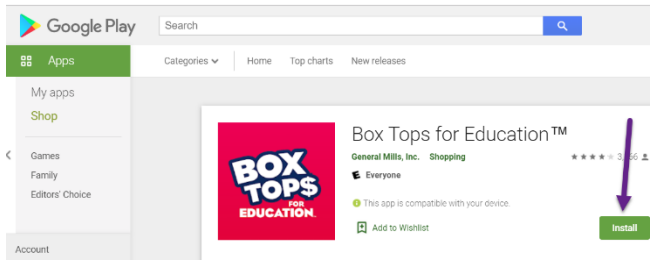 Google Play
Search
Apps
Categories
Home
Top charts
New releases
My apps
Shop
Games
Family
Editors' Choice
Account
BOX
TOPS
FOR
EDUCATION
Box Tops for Education™
General Mills, Inc. Shopping
E Everyone
This app is compatible with your device.
Add to Wishlist
Install